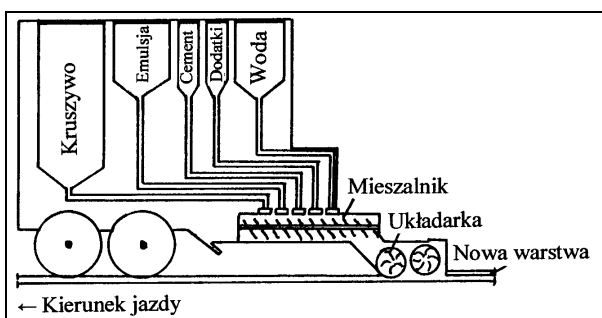 Kruszywo
Emulsja
Cement
Dodatki
Woda
Mieszalnik
Układarka
Nowa warstwa
← Kierunek jazdy